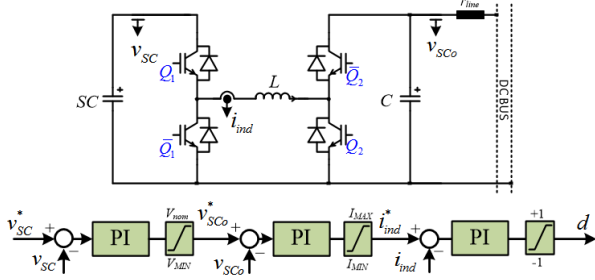 r_line
v_SC
v_SCo
Q_1
Q̄_2
SC
L
C
i_ind
Q̄_1
Q_2
DC BUS
v*_SC
+
−
v_SC
PI
V_nom
V_MIN
v*_SCo
+
−
v_SCo
PI
I_MAX
I_MIN
i*_ind
+
−
i_ind
PI
+1
-1
d